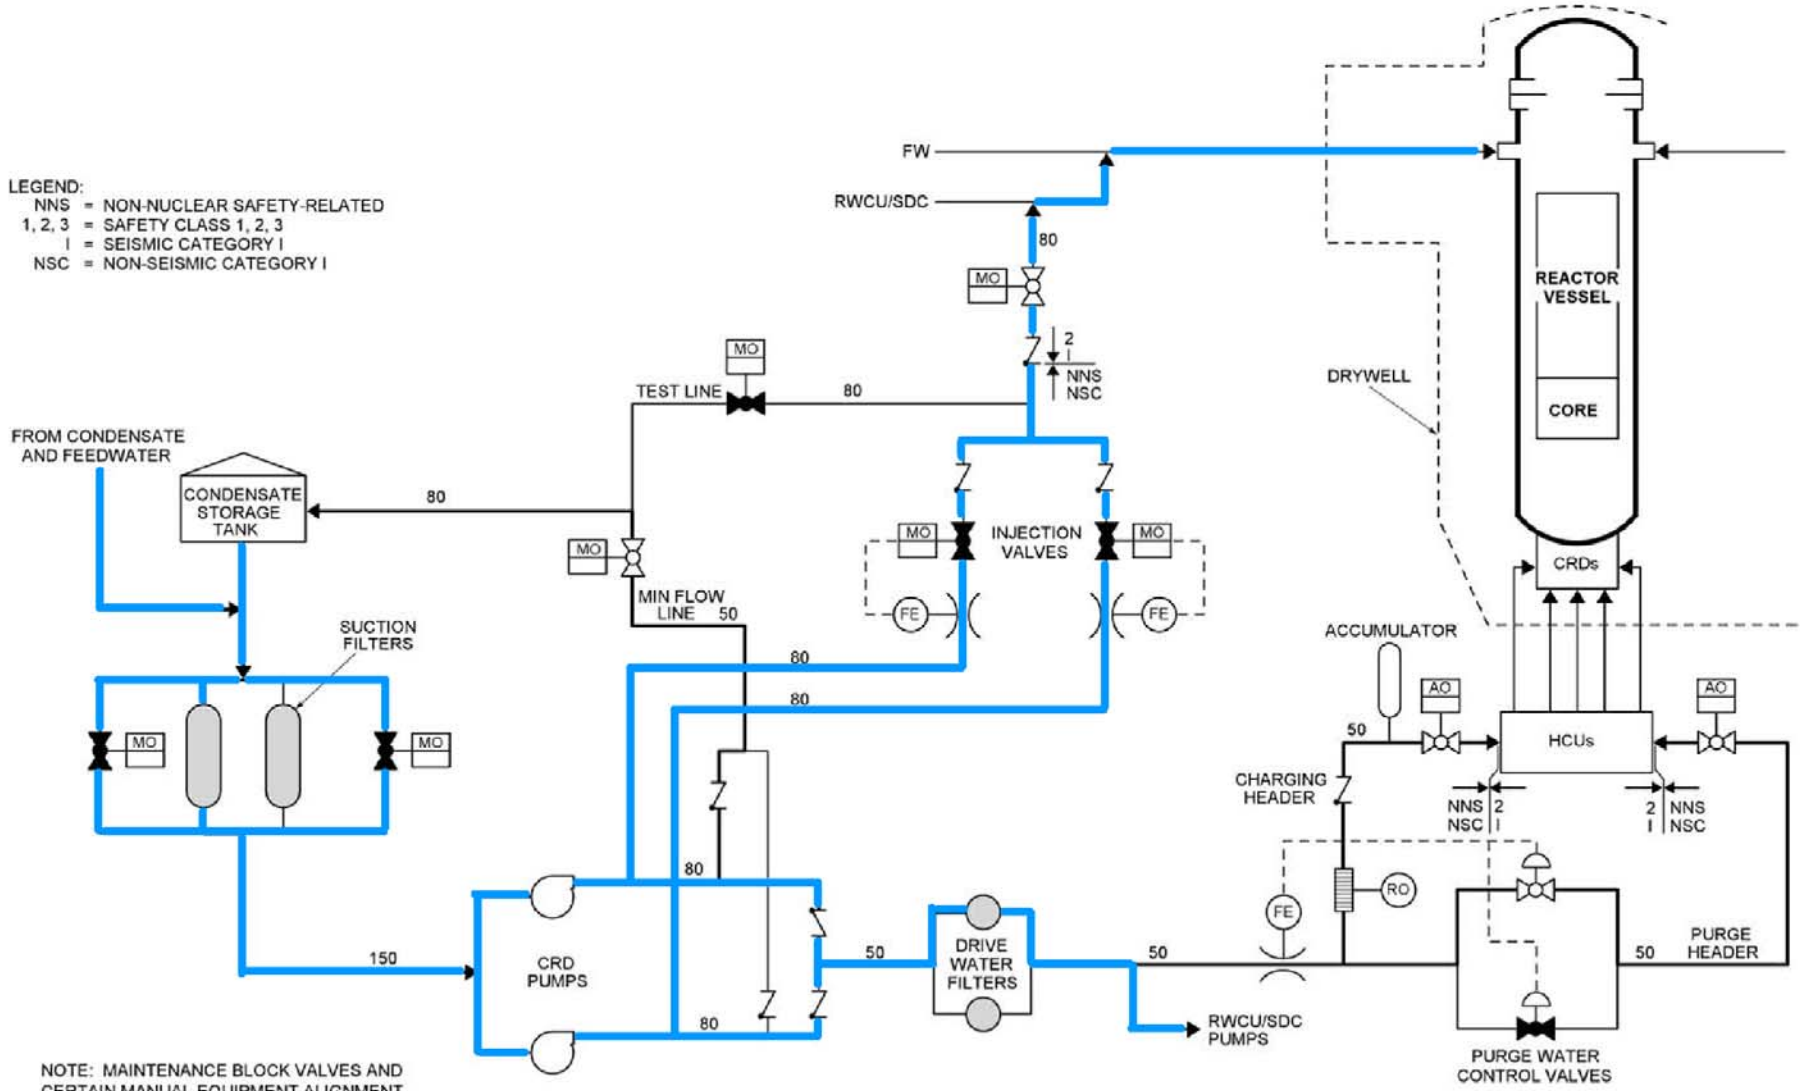 FW
RWCU/SDC
LEGEND:
NNS = NON-NUCLEAR SAFETY-RELATED
1, 2, 3 = SAFETY CLASS 1, 2, 3
I = SEISMIC CATEGORY I
NSC = NON-SEISMIC CATEGORY I
80
MO
REACTOR
VESSEL
2
I
NNS
NSC
MO
TEST LINE
80
DRYWELL
CORE
FROM CONDENSATE
AND FEEDWATER
CONDENSATE
STORAGE
TANK
80
MO
MO
INJECTION
VALVES
MO
CRDs
MIN FLOW
LINE
50
FE
FE
SUCTION
FILTERS
ACCUMULATOR
80
80
AO
AO
50
HCUs
MO
MO
CHARGING
HEADER
NNS
NSC
2
I
2
I
NNS
NSC
80
RO
FE
150
CRD
PUMPS
50
DRIVE
WATER
FILTERS
50
50
PURGE
HEADER
80
RWCU/SDC
PUMPS
PURGE WATER
CONTROL VALVES
NOTE: MAINTENANCE BLOCK VALVES AND
CERTAIN MANUAL EQUIPMENT ALIGNMENT